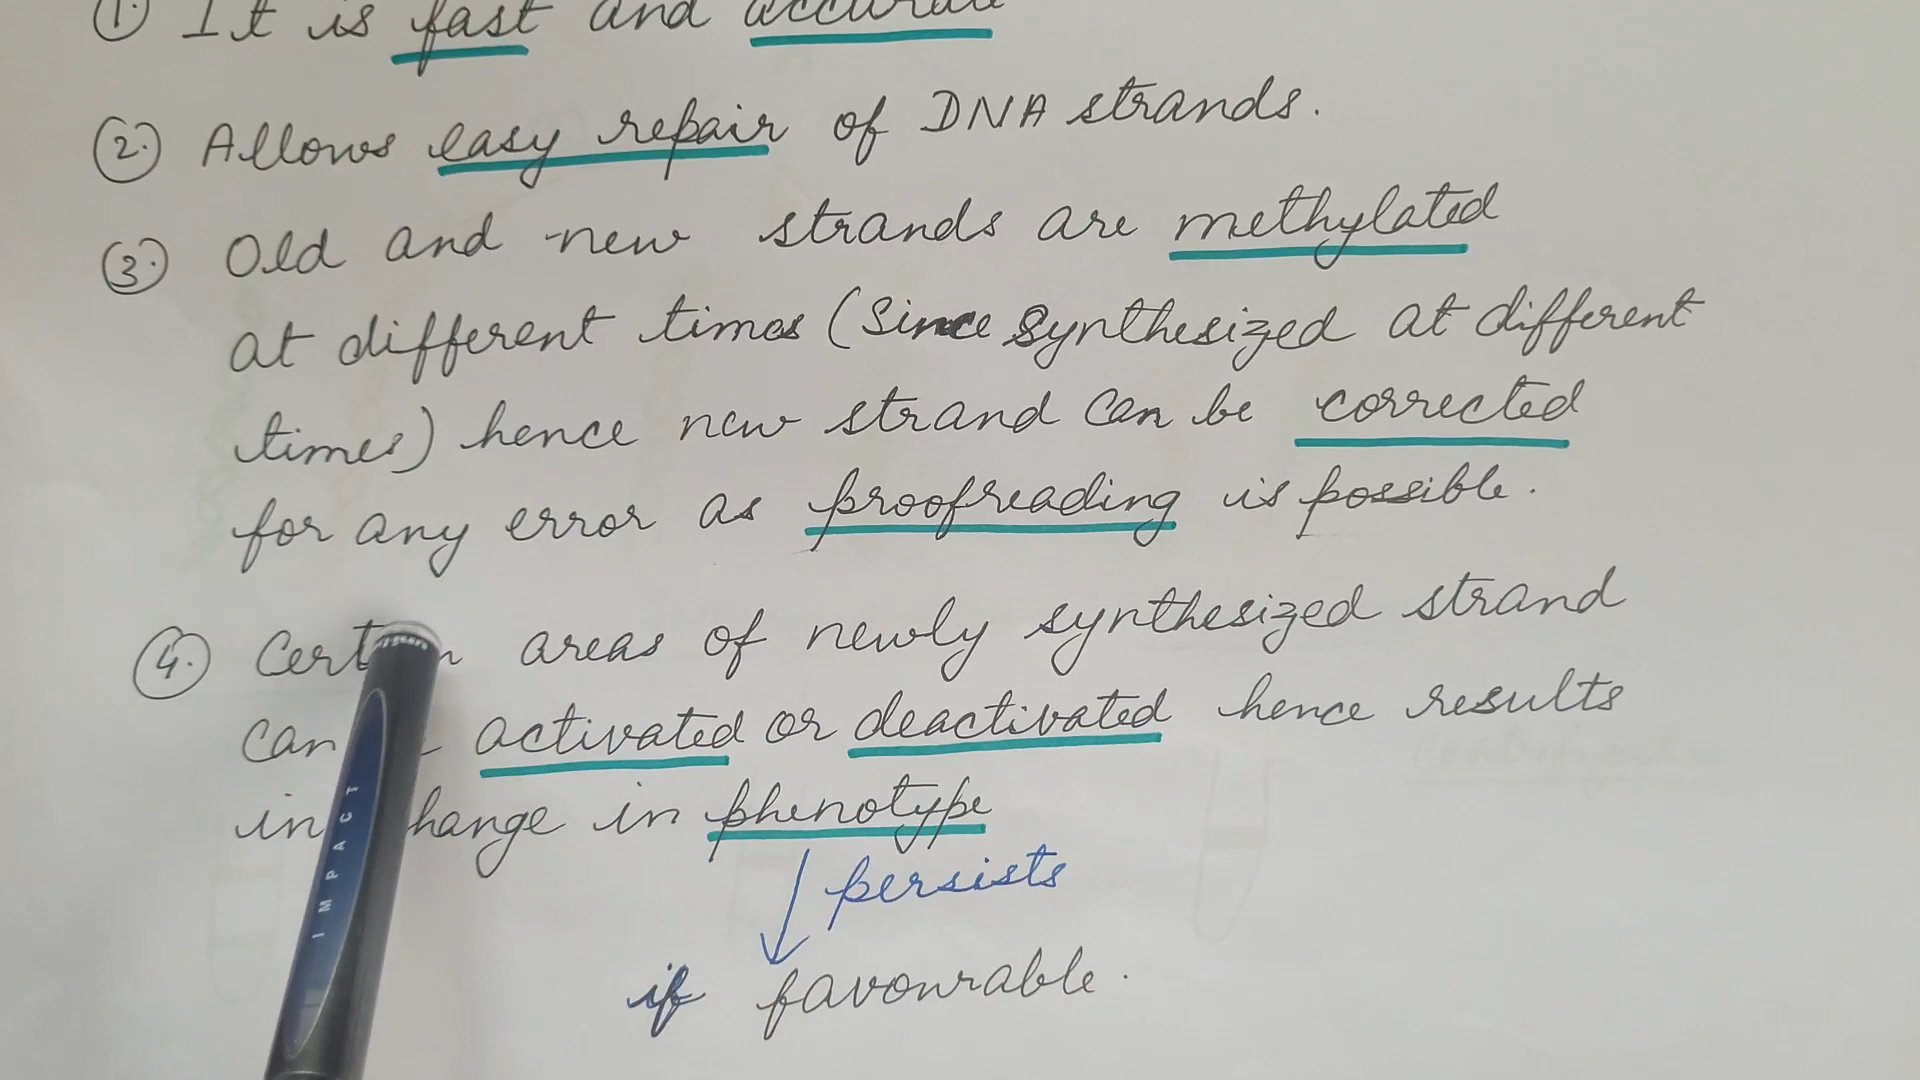 ① It is fast and accurate
②. Allows easy repair of DNA strands.
③. Old and new strands are methylated
at different times (Since synthesized at different
times) hence new strand can be corrected
for any error as proofreading is possible.
④. areas of newly synthesized strand
can activated or deactivated hence results
in hange in phenotype
persists
if favourable.
IMPACT